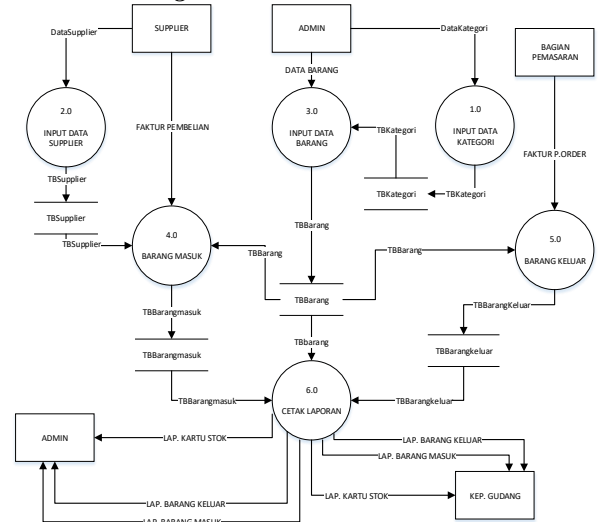 DataSupplier
SUPPLIER
ADMIN
DataKategori
BAGIAN
PEMASARAN
DATA BARANG
2.0
INPUT DATA
SUPPLIER
FAKTUR PEMBELIAN
3.0
INPUT DATA
BARANG
TBKategori
1.0
INPUT DATA
KATEGORI
FAKTUR P.ORDER
TBSupplier
TBKategori
TBKategori
TBSupplier
TBSupplier
4.0
BARANG MASUK
TBBarang
TBBarang
TBBarang
5.0
BARANG KELUAR
TBBarang
TBBarangmasuk
TBBarangKeluar
TBBarangmasuk
TBbarang
TBBarangkeluar
6.0
CETAK LAPORAN
TBBarangmasuk
TBBarangkeluar
ADMIN
LAP. KARTU STOK
LAP. BARANG KELUAR
LAP. BARANG MASUK
LAP. KARTU STOK
KEP. GUDANG
LAP. BARANG KELUAR
LAP. BARANG MASUK